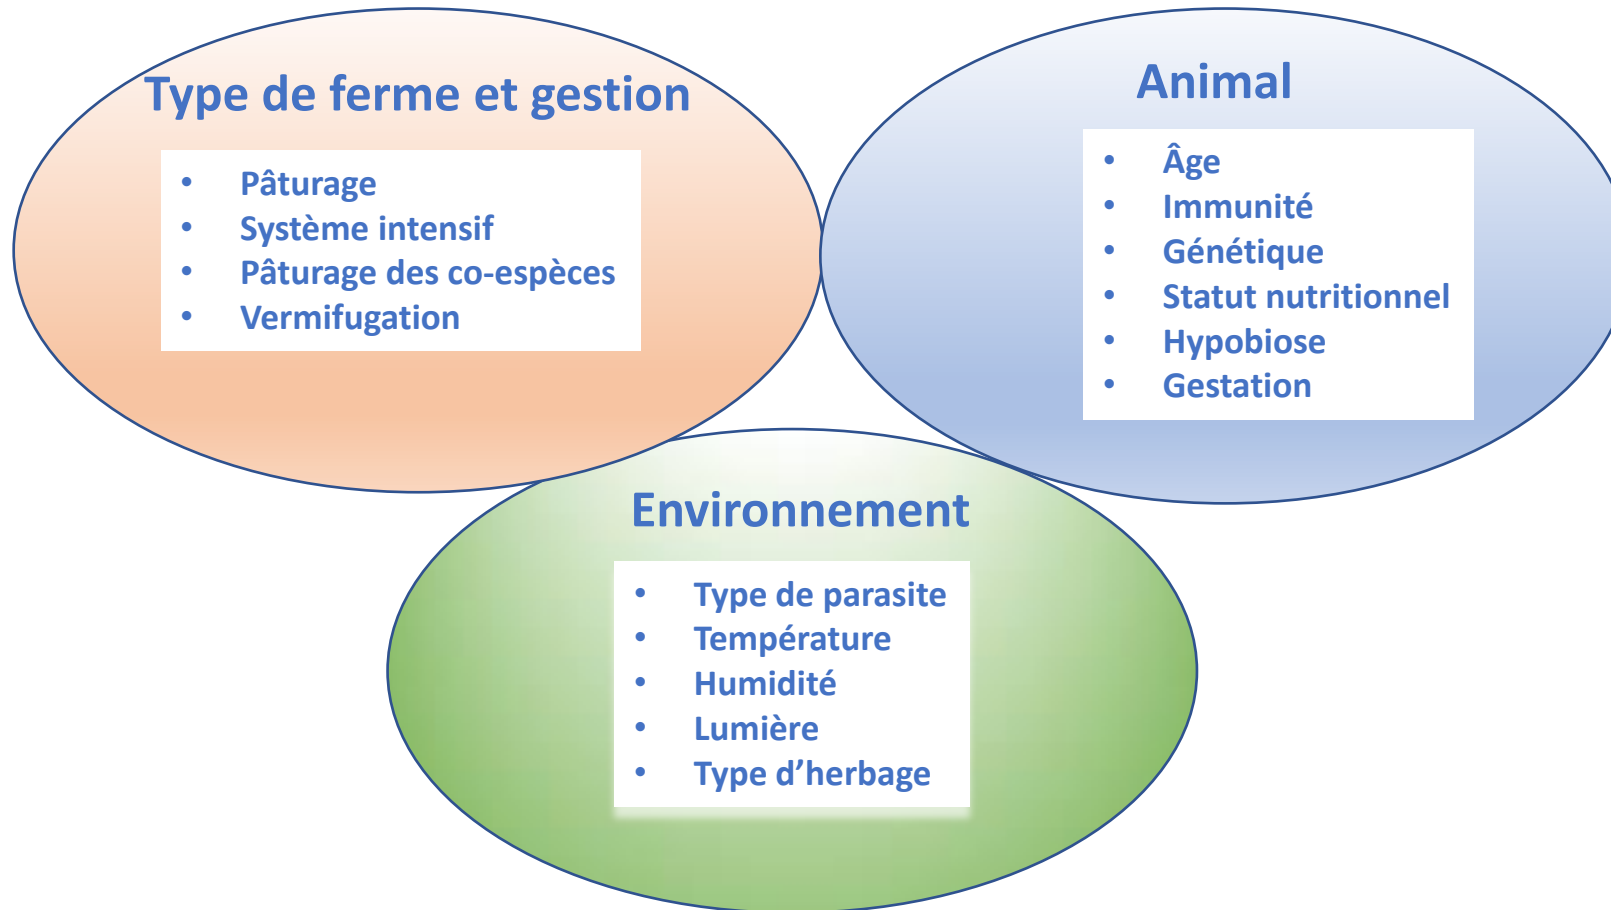 Type de ferme et gestion
• Pâturage
• Système intensif
• Pâturage des co-espèces
• Vermifugation
Animal
• Âge
• Immunité
• Génétique
• Statut nutritionnel
• Hypobiose
• Gestation
Environnement
• Type de parasite
• Température
• Humidité
• Lumière
• Type d’herbage